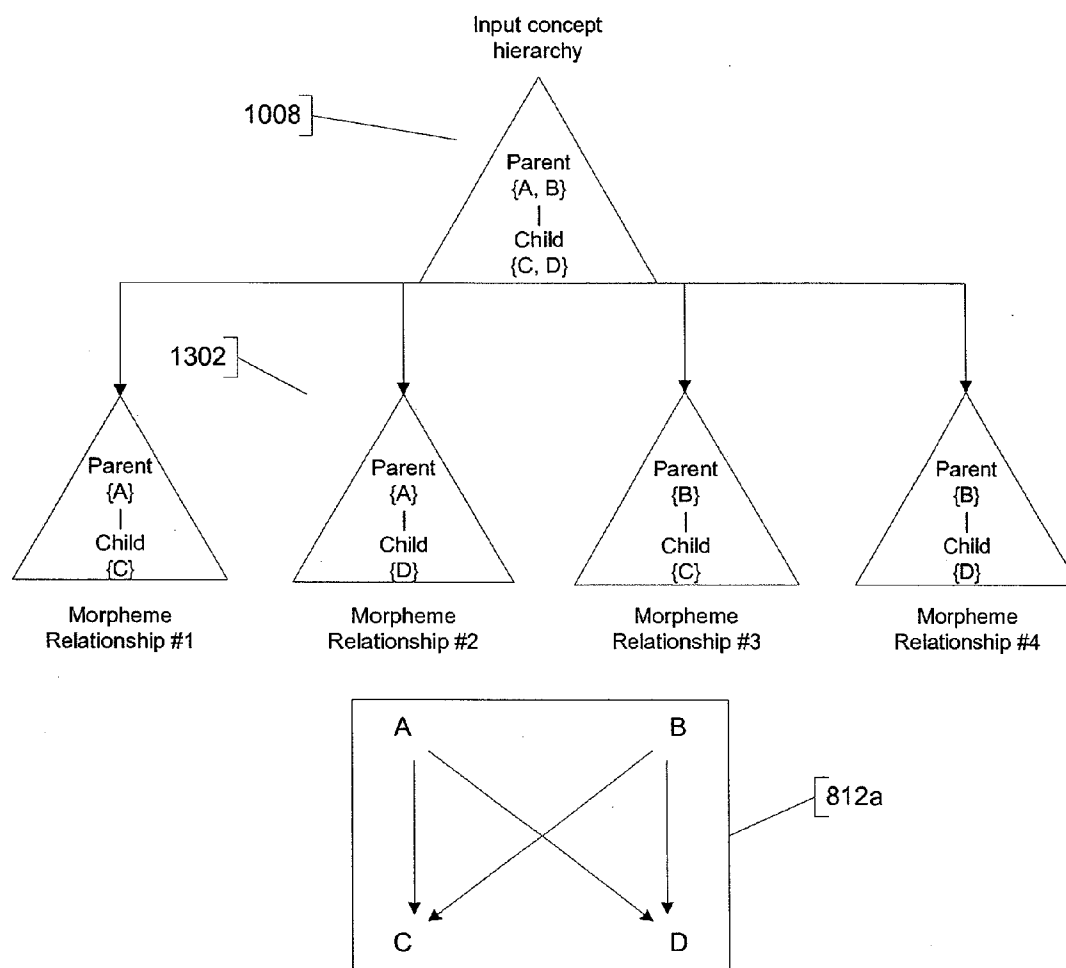 Input concept
hierarchy
1008
Parent
{A, B}
Child
{C, D}
1302
Parent
{A}
Child
{C}
Parent
{A}
Child
{D}
Parent
{B}
Child
{C}
Parent
{B}
Child
{D}
Morpheme
Relationship #1
Morpheme
Relationship #2
Morpheme
Relationship #3
Morpheme
Relationship #4
A B
812a
C D